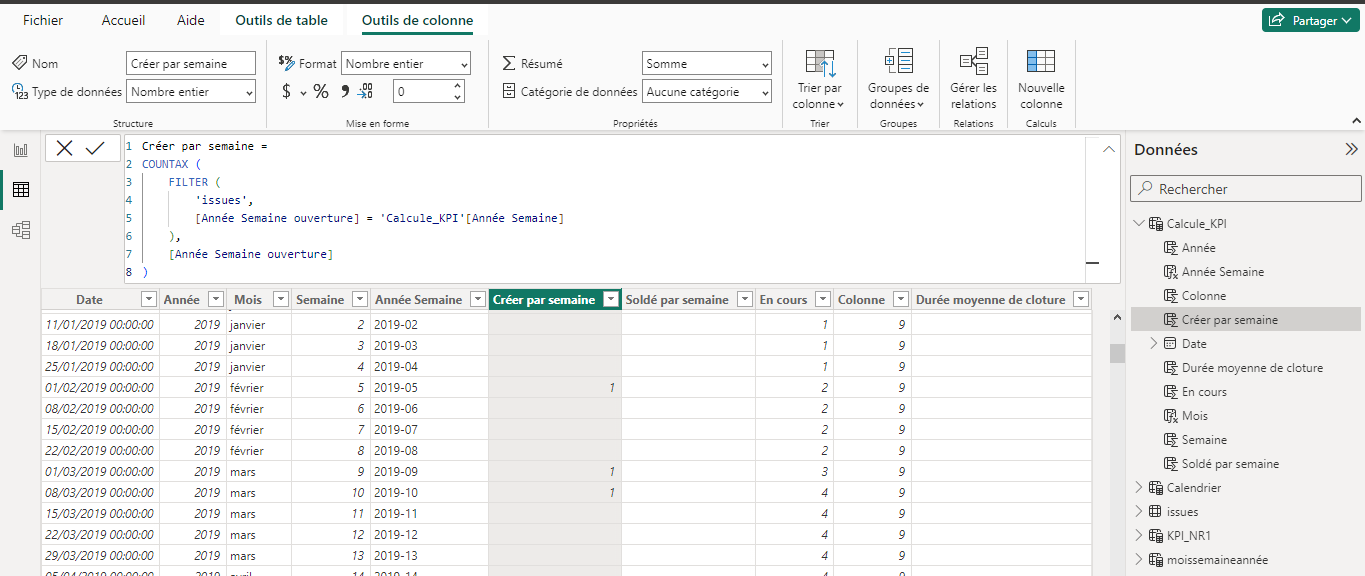 Fichier Accueil Aide Outils de table Outils de colonne Partager
Nom Créer par semaine
Type de données Nombre entier
Structure
$% Format Nombre entier
$ % 0
Mise en forme
Résumé Somme
Catégorie de données Aucune catégorie
Propriétés
Trier par
colonne
Trier
Groupes de
données
Groupes
Gérer les
relations
Relations
Nouvelle
colonne
Calculs
1 Créer par semaine =
2 COUNTAX (
3 FILTER (
4 'issues',
5 [Année Semaine ouverture] = 'Calcule_KPI'[Année Semaine]
6 ),
7 [Année Semaine ouverture]
8 )
Date Année Mois Semaine Année Semaine Créer par semaine Soldé par semaine En cours Colonne Durée moyenne de cloture
11/01/2019 00:00:00 2019 janvier 2 2019-02 1 9
18/01/2019 00:00:00 2019 janvier 3 2019-03 1 9
25/01/2019 00:00:00 2019 janvier 4 2019-04 1 9
01/02/2019 00:00:00 2019 février 5 2019-05 1 2 9
08/02/2019 00:00:00 2019 février 6 2019-06 2 9
15/02/2019 00:00:00 2019 février 7 2019-07 2 9
22/02/2019 00:00:00 2019 février 8 2019-08 2 9
01/03/2019 00:00:00 2019 mars 9 2019-09 1 3 9
08/03/2019 00:00:00 2019 mars 10 2019-10 1 4 9
15/03/2019 00:00:00 2019 mars 11 2019-11 4 9
22/03/2019 00:00:00 2019 mars 12 2019-12 4 9
29/03/2019 00:00:00 2019 mars 13 2019-13 4 9
Données
Rechercher
Calcule_KPI
Année
Année Semaine
Colonne
Créer par semaine
Date
Durée moyenne de cloture
En cours
Mois
Semaine
Soldé par semaine
Calendrier
issues
KPI_NR1
moissemaineannée